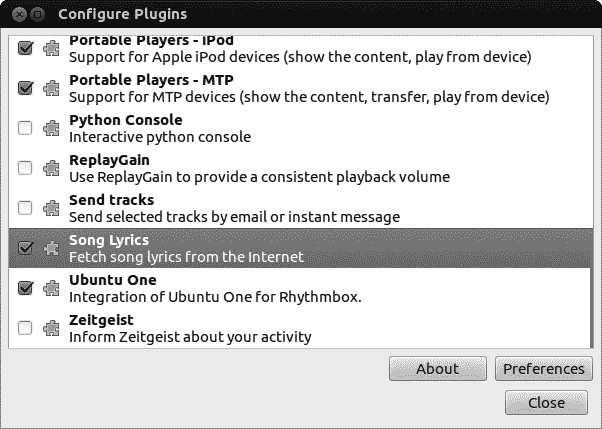 Configure Plugins
Portable Players - iPod
Support for Apple iPod devices (show the content, play from device)
Portable Players - MTP
Support for MTP devices (show the content, transfer, play from device)
Python Console
Interactive python console
ReplayGain
Use ReplayGain to provide a consistent playback volume
Send tracks
Send selected tracks by email or instant message
Song Lyrics
Fetch song lyrics from the Internet
Ubuntu One
Integration of Ubuntu One for Rhythmbox.
Zeitgeist
Inform Zeitgeist about your activity
About Preferences
Close